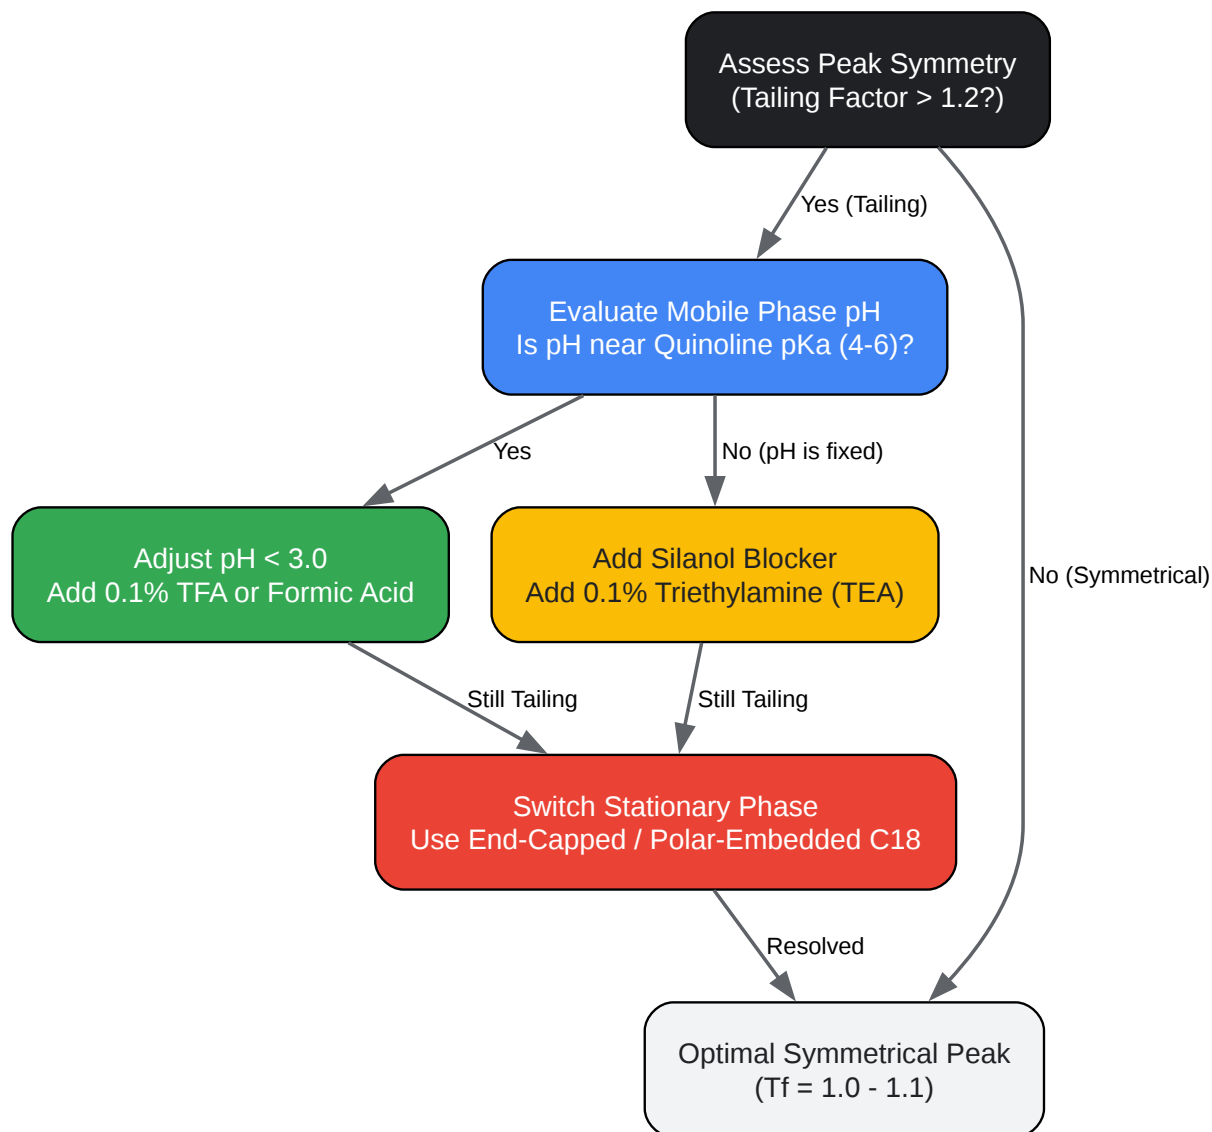 Assess Peak Symmetry
(Tailing Factor > 1.2?)
Yes (Tailing)
Evaluate Mobile Phase pH
Is pH near Quinoline pKa (4-6)?
Yes
No (pH is fixed)
Adjust pH < 3.0
Add 0.1% TFA or Formic Acid
Add Silanol Blocker
Add 0.1% Triethylamine (TEA)
No (Symmetrical)
Still Tailing
Still Tailing
Switch Stationary Phase
Use End-Capped / Polar-Embedded C18
Resolved
Optimal Symmetrical Peak
(Tf = 1.0 - 1.1)